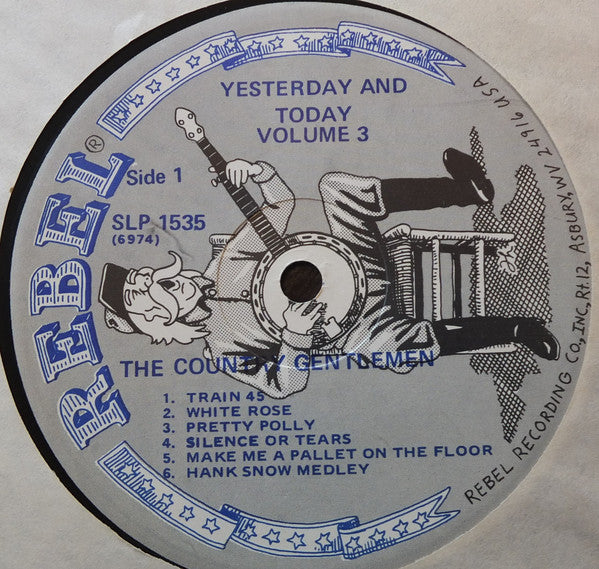 YESTERDAY AND
TODAY
VOLUME 3
REBEL®
Side 1
SLP 1535
(6974)
THE COUNTRY GENTLEMEN
1. TRAIN 45
2. WHITE ROSE
3. PRETTY POLLY
4. SILENCE OR TEARS
5. MAKE ME A PALLET ON THE FLOOR
6. HANK SNOW MEDLEY
REBEL RECORDING CO, INC, Rt. 12, ASBURY, WV 24916 USA